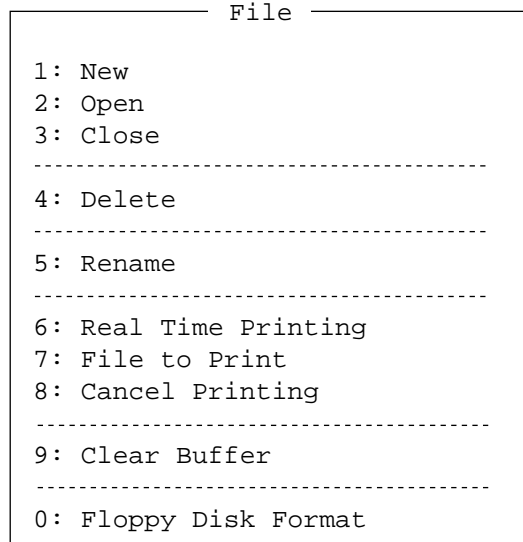 File
1: New
2: Open
3: Close
4: Delete
5: Rename
6: Real Time Printing
7: File to Print
8: Cancel Printing
9: Clear Buffer
0: Floppy Disk Format